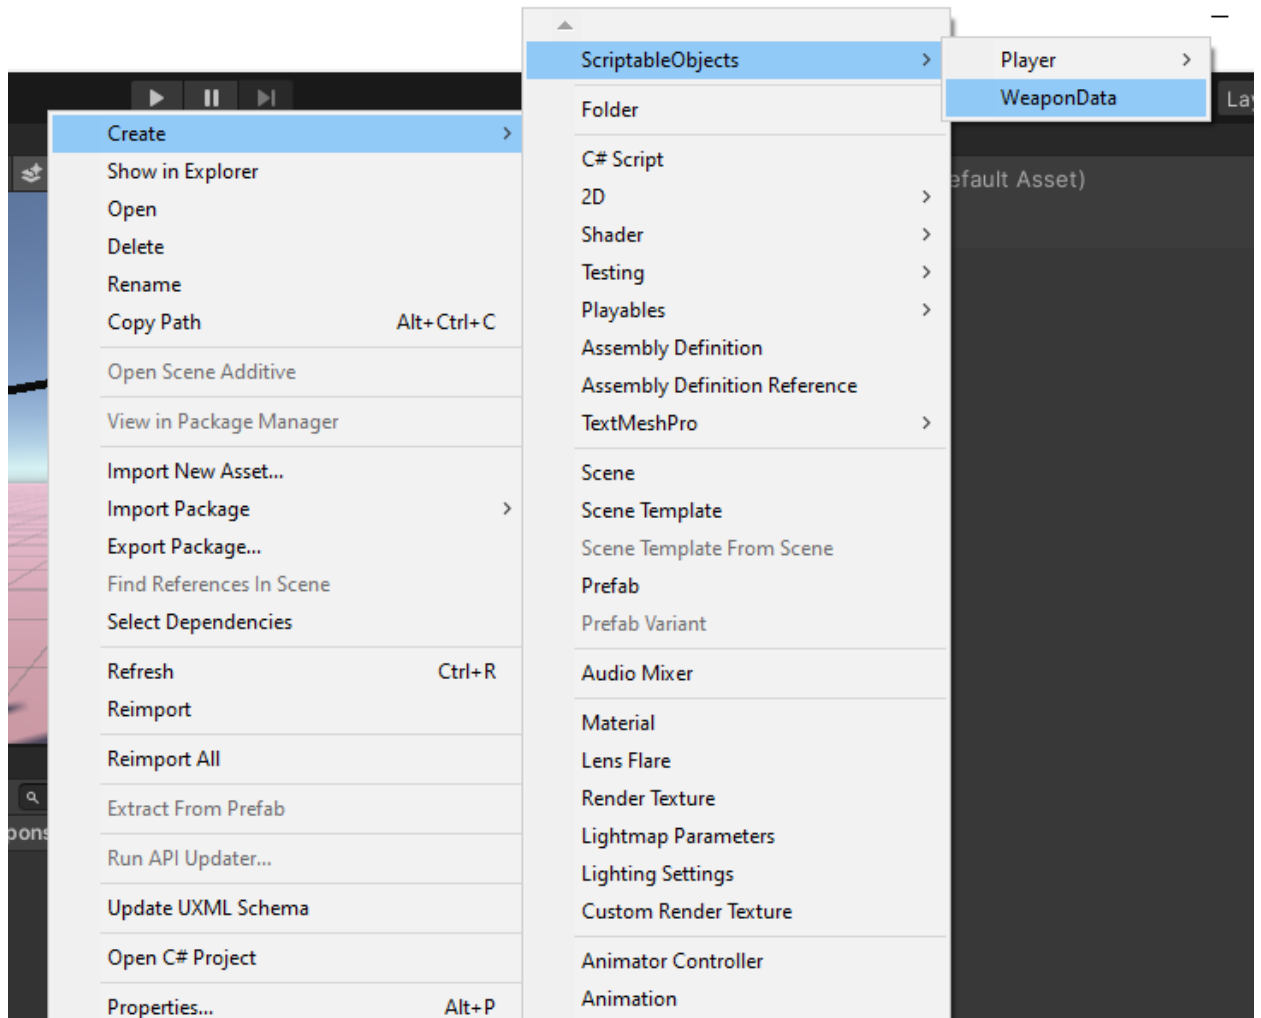 Create
Show in Explorer
Open
Delete
Rename
Copy Path Alt+Ctrl+C
Open Scene Additive
View in Package Manager
Import New Asset...
Import Package
Export Package...
Find References In Scene
Select Dependencies
Refresh Ctrl+R
Reimport
Reimport All
Extract From Prefab
Run API Updater...
Update UXML Schema
Open C# Project
Properties... Alt+P
ScriptableObjects
Folder
C# Script
2D
Shader
Testing
Playables
Assembly Definition
Assembly Definition Reference
TextMeshPro
Scene
Scene Template
Scene Template From Scene
Prefab
Prefab Variant
Audio Mixer
Material
Lens Flare
Render Texture
Lightmap Parameters
Lighting Settings
Custom Render Texture
Animator Controller
Animation
Player
WeaponData
La
efault Asset)
pons